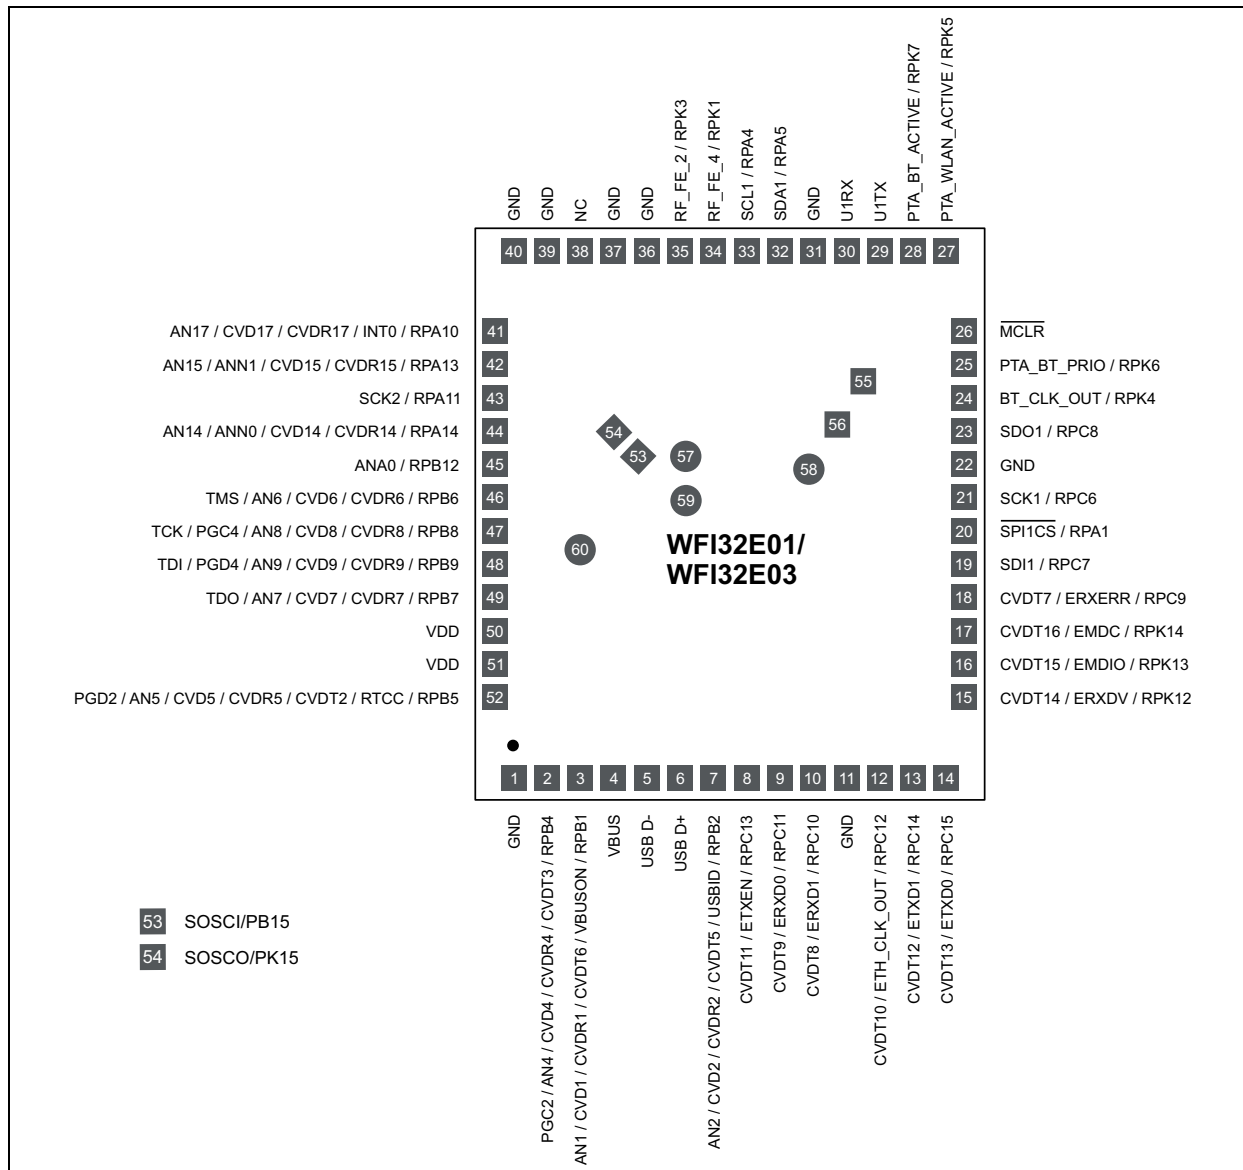 PTA_BT_ACTIVE / RPK7
PTA_WLAN_ACTIVE / RPK5
GND
GND
NC
GND
GND
RF_FE_2 / RPK3
RF_FE_4 / RPK1
SCL1 / RPA4
SDA1 / RPA5
GND
U1RX
U1TX
40 39 38 37 36 35 34 33 32 31 30 29 28 27
AN17 / CVD17 / CVDR17 / INT0 / RPA10 41
AN15 / ANN1 / CVD15 / CVDR15 / RPA13 42
SCK2 / RPA11 43
AN14 / ANN0 / CVD14 / CVDR14 / RPA14 44
ANA0 / RPB12 45
TMS / AN6 / CVD6 / CVDR6 / RPB6 46
TCK / PGC4 / AN8 / CVD8 / CVDR8 / RPB8 47
TDI / PGD4 / AN9 / CVD9 / CVDR9 / RPB9 48
TDO / AN7 / CVD7 / CVDR7 / RPB7 49
VDD 50
VDD 51
PGD2 / AN5 / CVD5 / CVDR5 / CVDT2 / RTCC / RPB5 52
55
56
54
53
57
58
59
60
WFI32E01/
WFI32E03
26 MCLR
25 PTA_BT_PRIO / RPK6
24 BT_CLK_OUT / RPK4
23 SDO1 / RPC8
22 GND
21 SCK1 / RPC6
20 SPI1CS / RPA1
19 SDI1 / RPC7
18 CVDT7 / ERXERR / RPC9
17 CVDT16 / EMDC / RPK14
16 CVDT15 / EMDIO / RPK13
15 CVDT14 / ERXDV / RPK12
1 2 3 4 5 6 7 8 9 10 11 12 13 14
GND
PGC2 / AN4 / CVD4 / CVDR4 / CVDT3 / RPB4
AN1 / CVD1 / CVDR1 / CVDT6 / VBUSON / RPB1
VBUS
USB D-
USB D+
AN2 / CVD2 / CVDR2 / CVDT5 / USBID / RPB2
CVDT11 / ETXEN / RPC13
CVDT9 / ERXD0 / RPC11
CVDT8 / ERXD1 / RPC10
GND
CVDT10 / ETH_CLK_OUT / RPC12
CVDT12 / ETXD1 / RPC14
CVDT13 / ETXD0 / RPC15
53 SOSCI/PB15
54 SOSCO/PK15